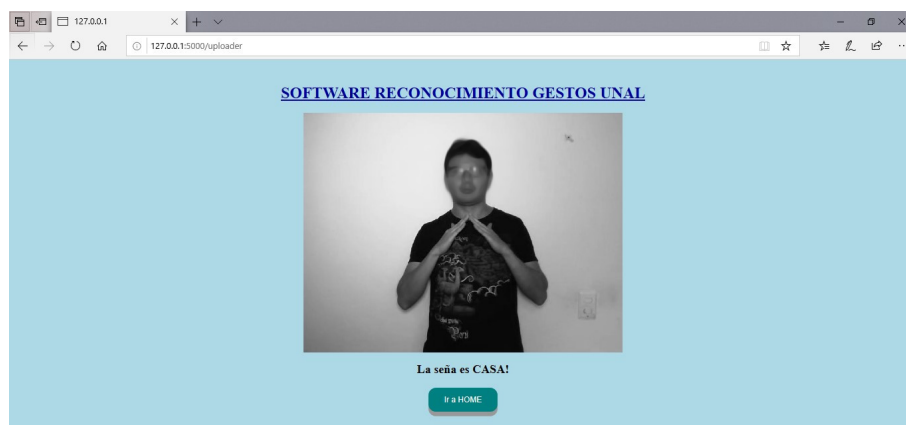 127.0.0.1
127.0.0.1:5000/uploader
SOFTWARE RECONOCIMIENTO GESTOS UNAL
La seña es CASA!
Ir a HOME